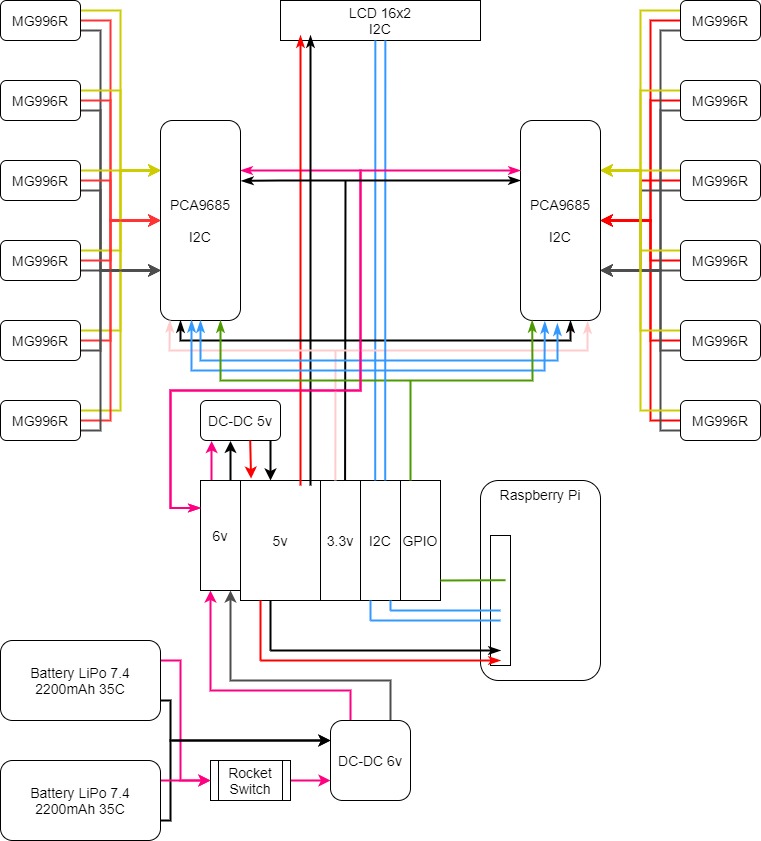 LCD 16x2
I2C
MG996R
MG996R
MG996R
MG996R
MG996R
MG996R
PCA9685
I2C
PCA9685
I2C
MG996R
MG996R
MG996R
MG996R
MG996R
MG996R
DC-DC 5v
6v
5v
3.3v
I2C
GPIO
Raspberry Pi
Battery LiPo 7.4
2200mAh 35C
Battery LiPo 7.4
2200mAh 35C
Rocket
Switch
DC-DC 6v